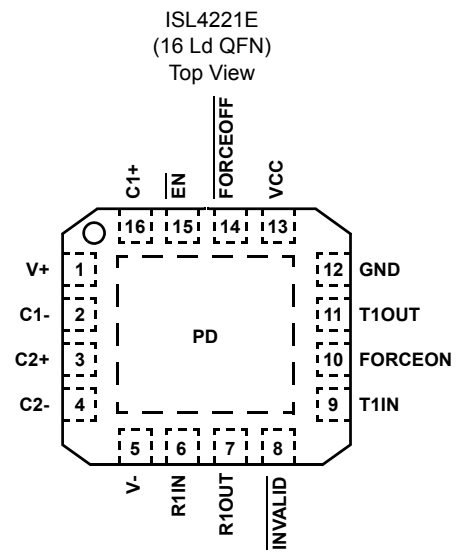 ISL4221E
(16 Ld QFN)
Top View
C1+
EN
FORCEOFF
VCC
16
15
14
13
V+ 1
C1- 2
C2+ 3
C2- 4
PD
12 GND
11 T1OUT
10 FORCEON
9 T1IN
5
6
7
8
V-
R1IN
R1OUT
INVALID